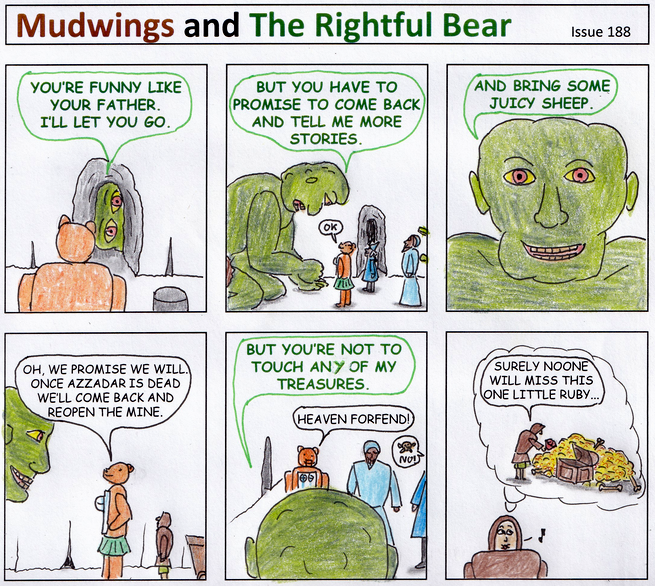 Mudwings and The Rightful Bear
Issue 188
YOU'RE FUNNY LIKE
YOUR FATHER.
I'LL LET YOU GO.
BUT YOU HAVE TO
PROMISE TO COME BACK
AND TELL ME MORE
STORIES.
OK
AND BRING SOME
JUICY SHEEP.
OH, WE PROMISE WE WILL.
ONCE AZZADAR IS DEAD
WE'LL COME BACK AND
REOPEN THE MINE.
BUT YOU'RE NOT TO
TOUCH ANY OF MY
TREASURES.
HEAVEN FORFEND!
NO!
SURELY NOONE
WILL MISS THIS
ONE LITTLE RUBY...